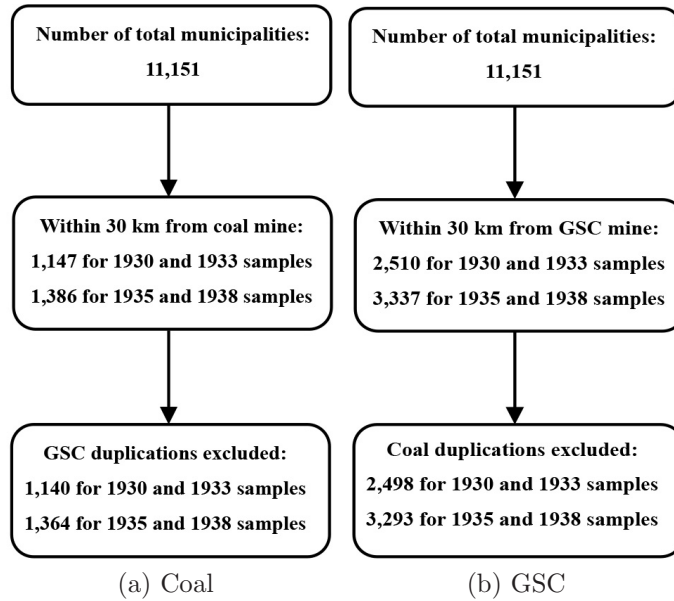 Number of total municipalities:
11,151
Within 30 km from coal mine:
1,147 for 1930 and 1933 samples
1,386 for 1935 and 1938 samples
GSC duplications excluded:
1,140 for 1930 and 1933 samples
1,364 for 1935 and 1938 samples
(a) Coal
Number of total municipalities:
11,151
Within 30 km from GSC mine:
2,510 for 1930 and 1933 samples
3,337 for 1935 and 1938 samples
Coal duplications excluded:
2,498 for 1930 and 1933 samples
3,293 for 1935 and 1938 samples
(b) GSC